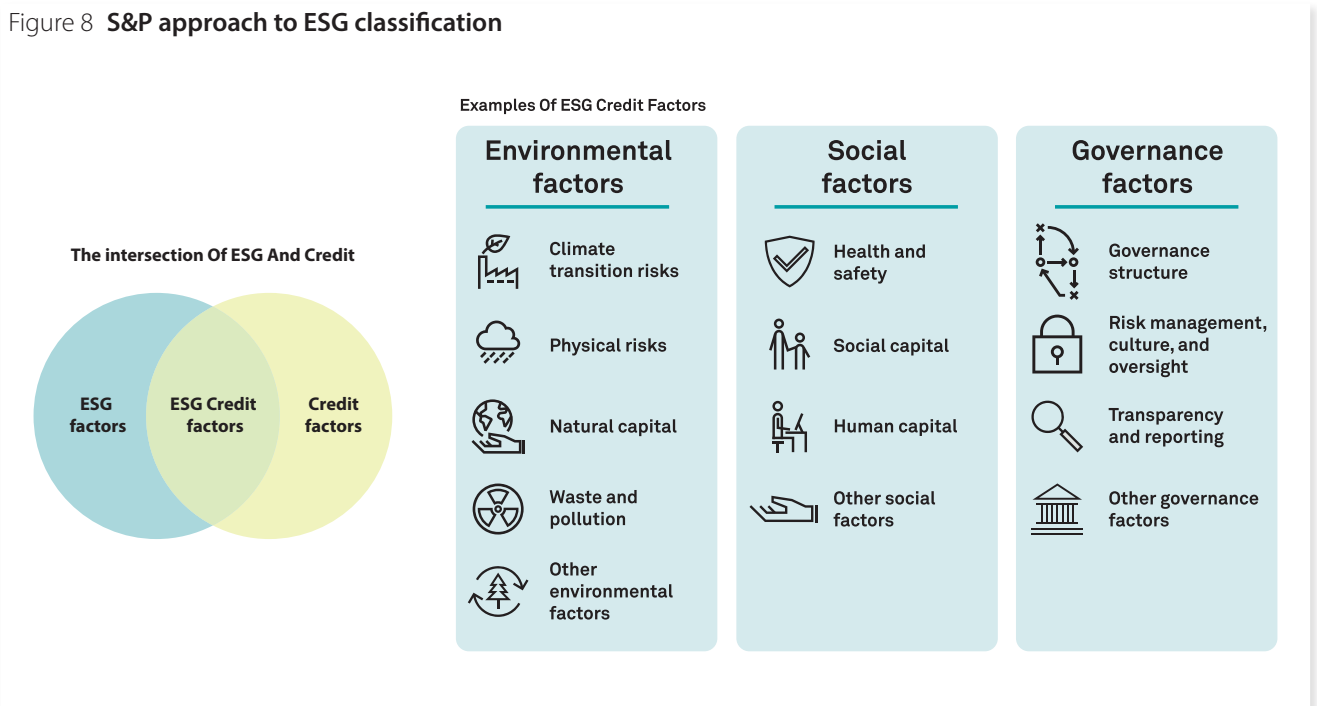 Figure 8 S&P approach to ESG classification
The intersection Of ESG And Credit
ESG
factors
ESG Credit
factors
Credit
factors
Examples Of ESG Credit Factors
Environmental
factors
Climate
transition risks
Physical risks
Natural capital
Waste and
pollution
Other
environmental
factors
Social
factors
Health and
safety
Social capital
Human capital
Other social
factors
Governance
factors
Governance
structure
Risk management,
culture, and
oversight
Transparency
and reporting
Other governance
factors